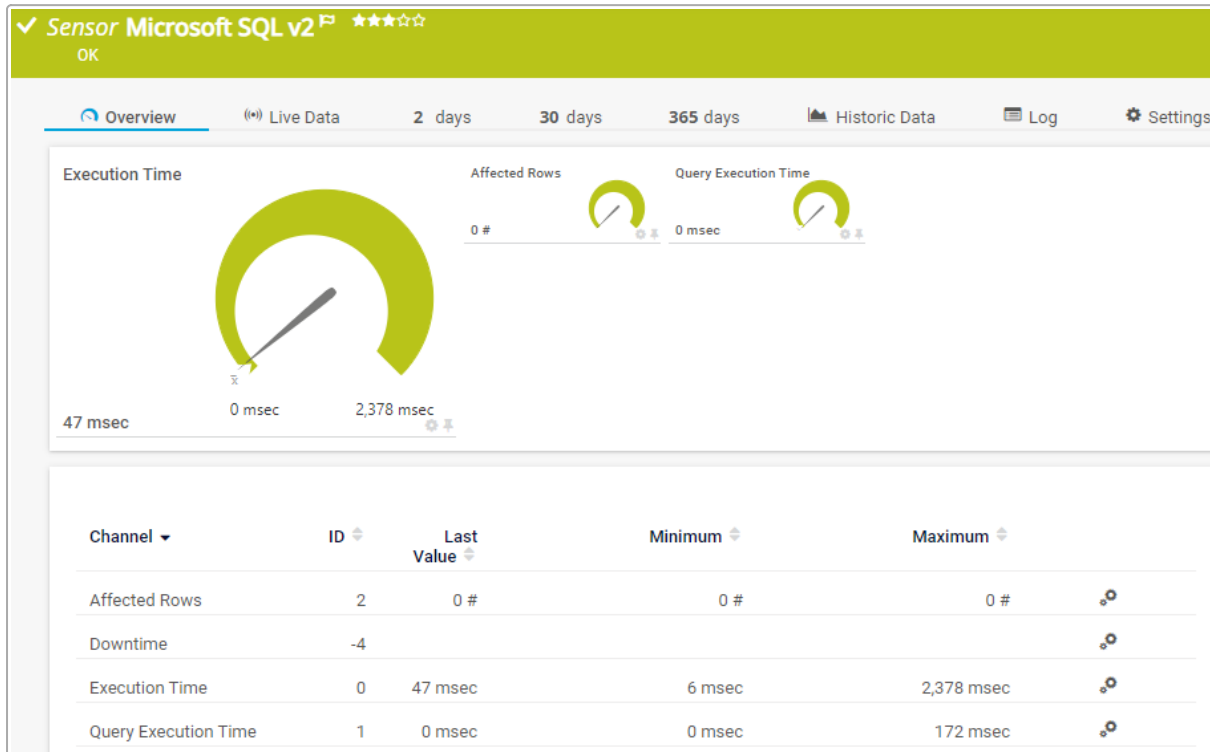 Sensor Microsoft SQL v2
OK
Overview Live Data 2 days 30 days 365 days Historic Data Log Settings
Execution Time
47 msec
0 msec 2,378 msec
x̄
Affected Rows
0 #
Query Execution Time
0 msec
Channel ID Last Value Minimum Maximum
Affected Rows 2 0 # 0 # 0 #
Downtime -4
Execution Time 0 47 msec 6 msec 2,378 msec
Query Execution Time 1 0 msec 0 msec 172 msec